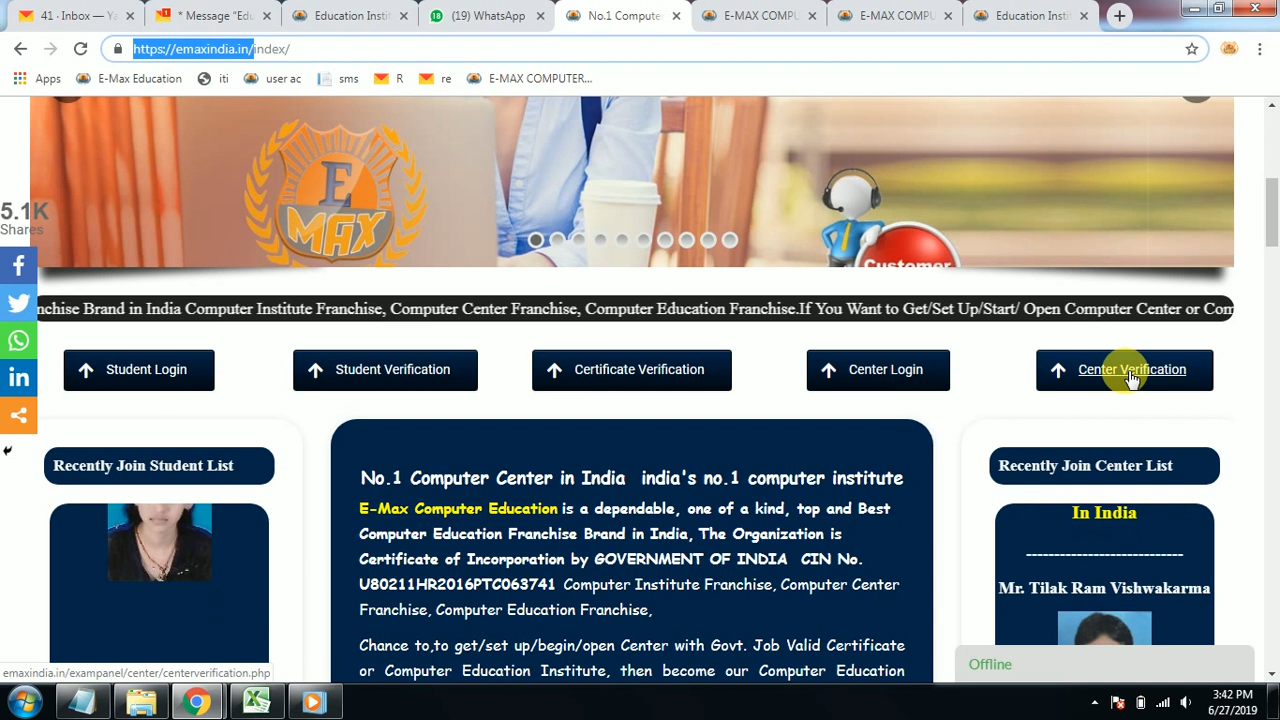 41 - Inbox — Ya
* Message “Edu
Education Insti
(19) WhatsApp
No.1 Compute
E-MAX COMPU
E-MAX COMPU
Education Insti
https://emaxindia.in/index/
Apps
E-Max Education
iti
user ac
sms
R
re
E-MAX COMPUTER...
E
MAX
Customer
5.1K
Shares
nchise Brand in India Computer Institute Franchise, Computer Center Franchise, Computer Education Franchise.If You Want to Get/Set Up/Start/ Open Computer Center or Com
Student Login
Student Verification
Certificate Verification
Center Login
Center Verification
Recently Join Student List
No.1 Computer Center in India india's no.1 computer institute
E-Max Computer Education is a dependable, one of a kind, top and Best
Computer Education Franchise Brand in India, The Organization is
Certificate of Incorporation by GOVERNMENT OF INDIA CIN No.
U80211HR2016PTC063741 Computer Institute Franchise, Computer Center
Franchise, Computer Education Franchise,
Chance to,to get/set up/begin/open Center with Govt. Job Valid Certificate
or Computer Education Institute, then become our Computer Education
Recently Join Center List
In India
----------------------------
Mr. Tilak Ram Vishwakarma
Offline
emaxindia.in/exampanel/center/centerverification.php
3:42 PM
6/27/2019